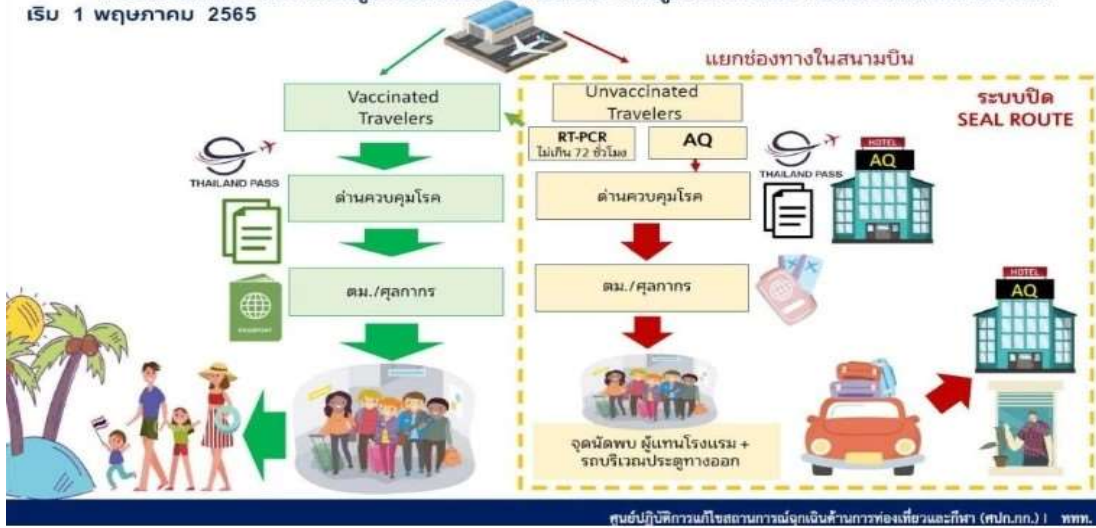 เริ่ม 1 พฤษภาคม 2565
แยกช่องทางในสนามบิน
Vaccinated
Travelers
Unvaccinated
Travelers
ระบบปิด
SEAL ROUTE
RT-PCR
ไม่เกิน 72 ชั่วโมง
AQ
THAILAND PASS
THAILAND PASS
HOTEL
AQ
ด่านควบคุมโรค
ด่านควบคุมโรค
ตม./ศุลกากร
ตม./ศุลกากร
PASSPORT
HOTEL
AQ
จุดนัดพบ ผู้แทนโรงแรม +
รถบริเวณประตูทางออก
ศูนย์ปฏิบัติการแก้ไขสถานการณ์ฉุกเฉินด้านการท่องเที่ยวและกีฬา (ศปก.กก.) | ททท.